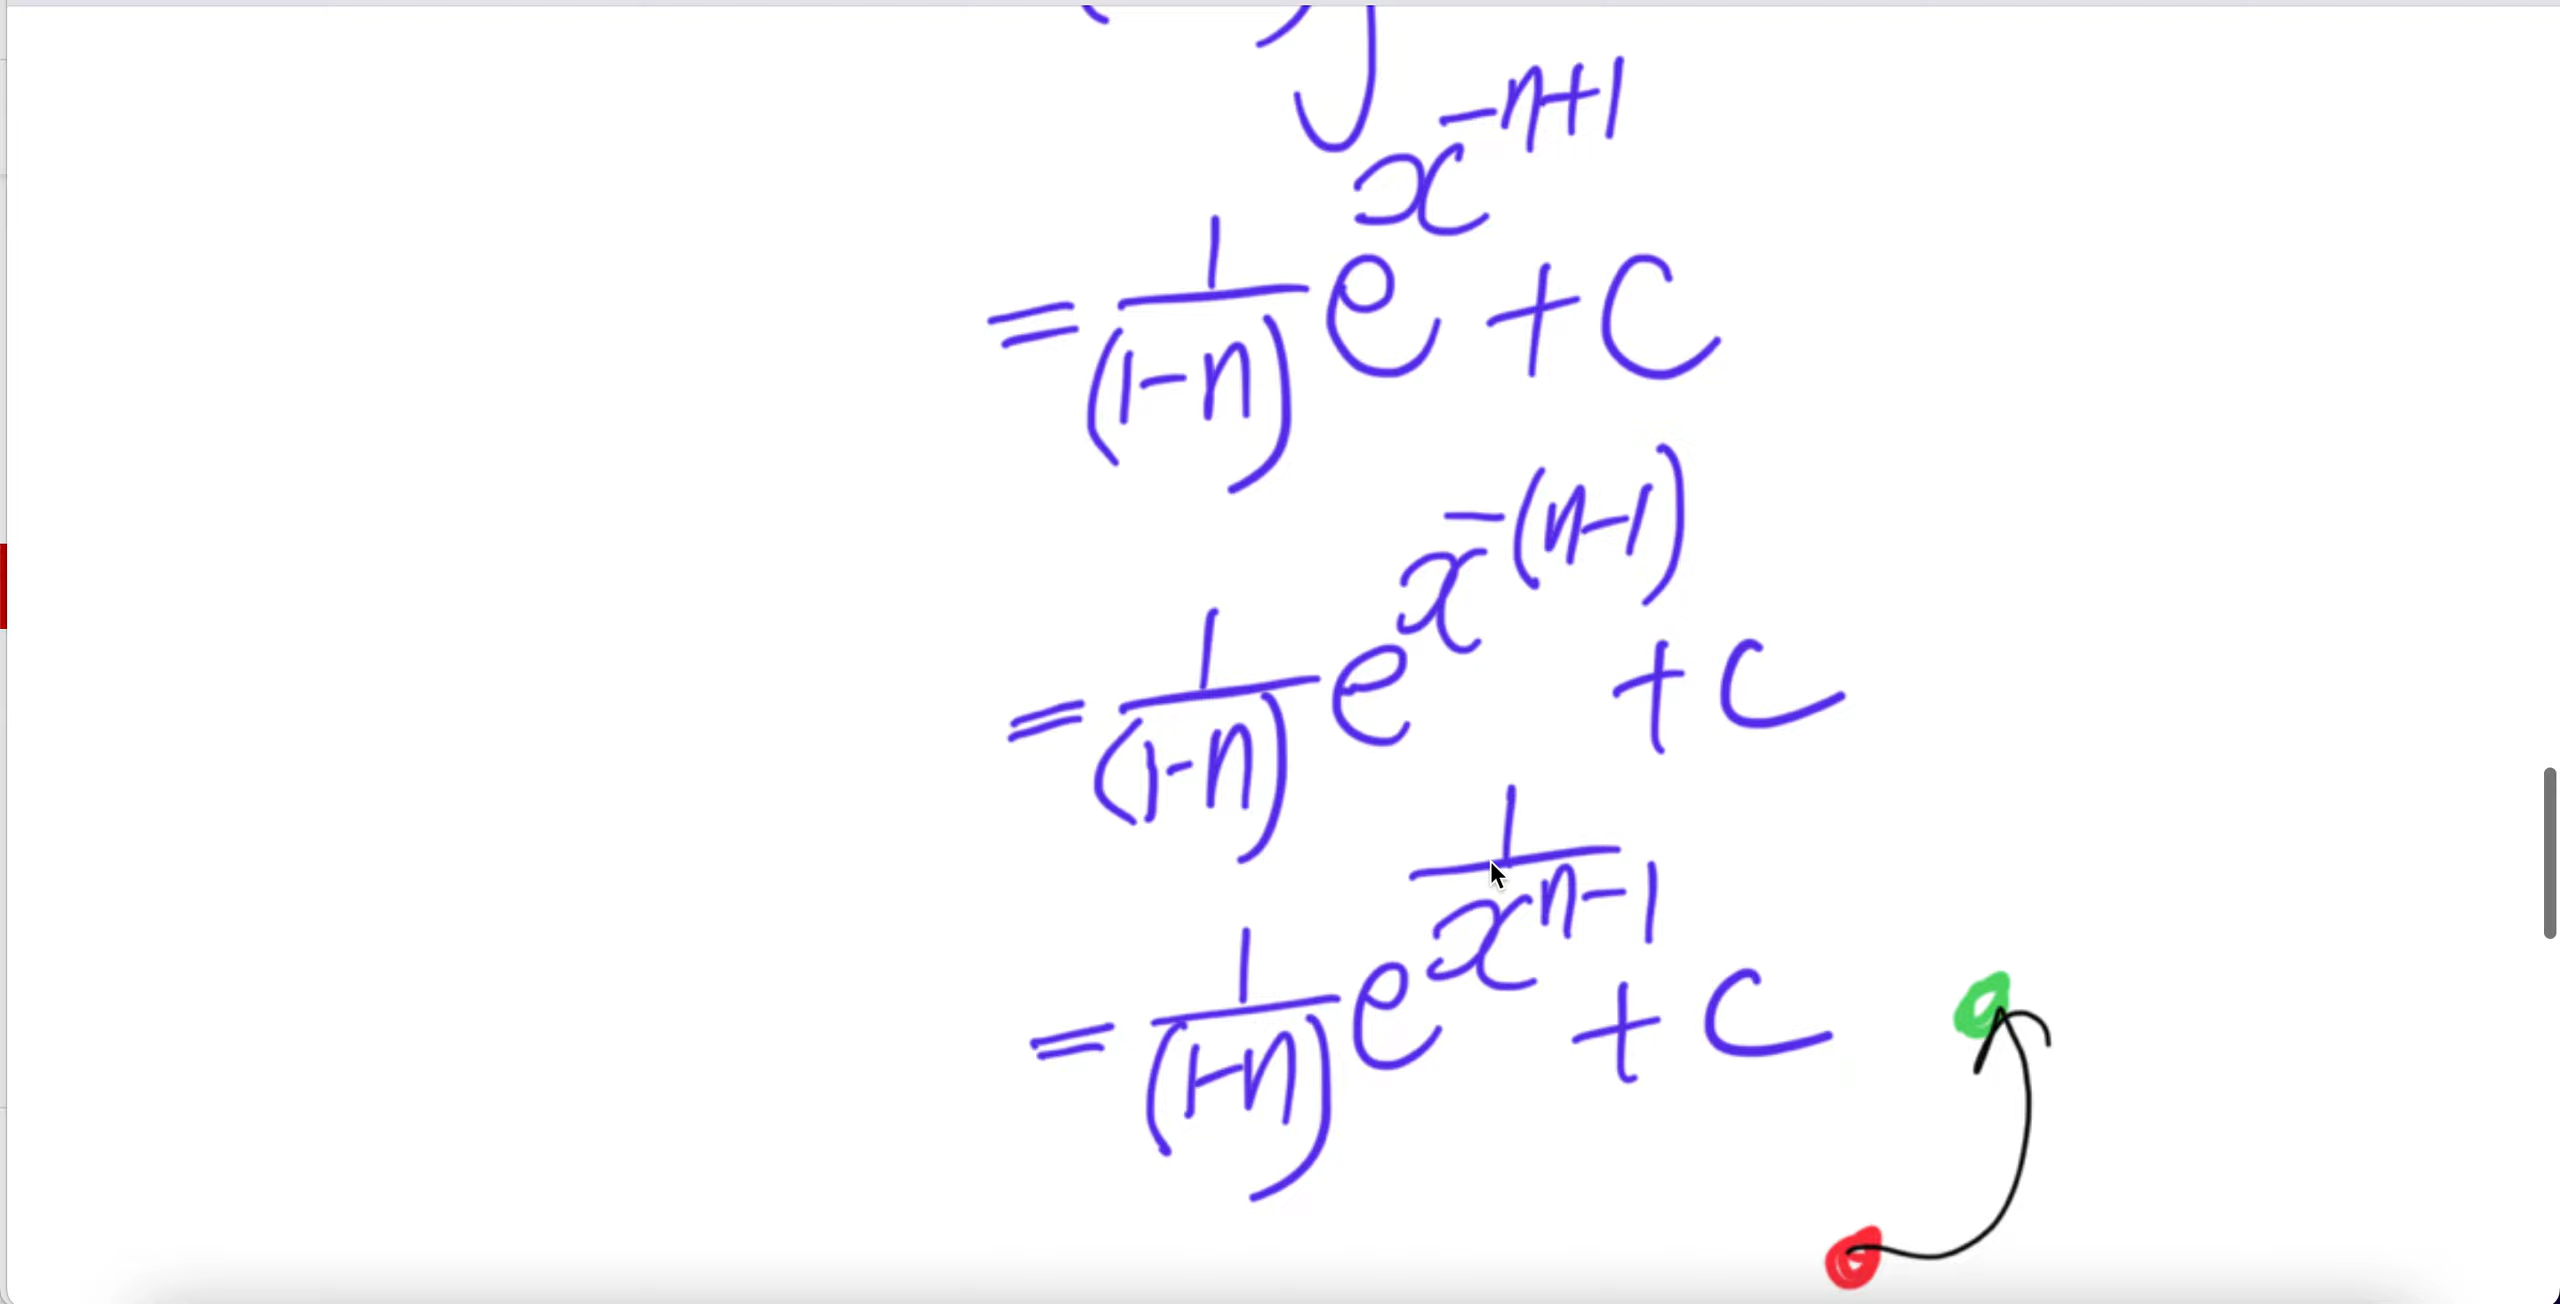 = 1/(1-n) e^(x^(-n+1)) + C
= 1/(1-n) e^(x^(-(n-1))) + C
= 1/(1-n) e^(1/x^(n-1)) + C